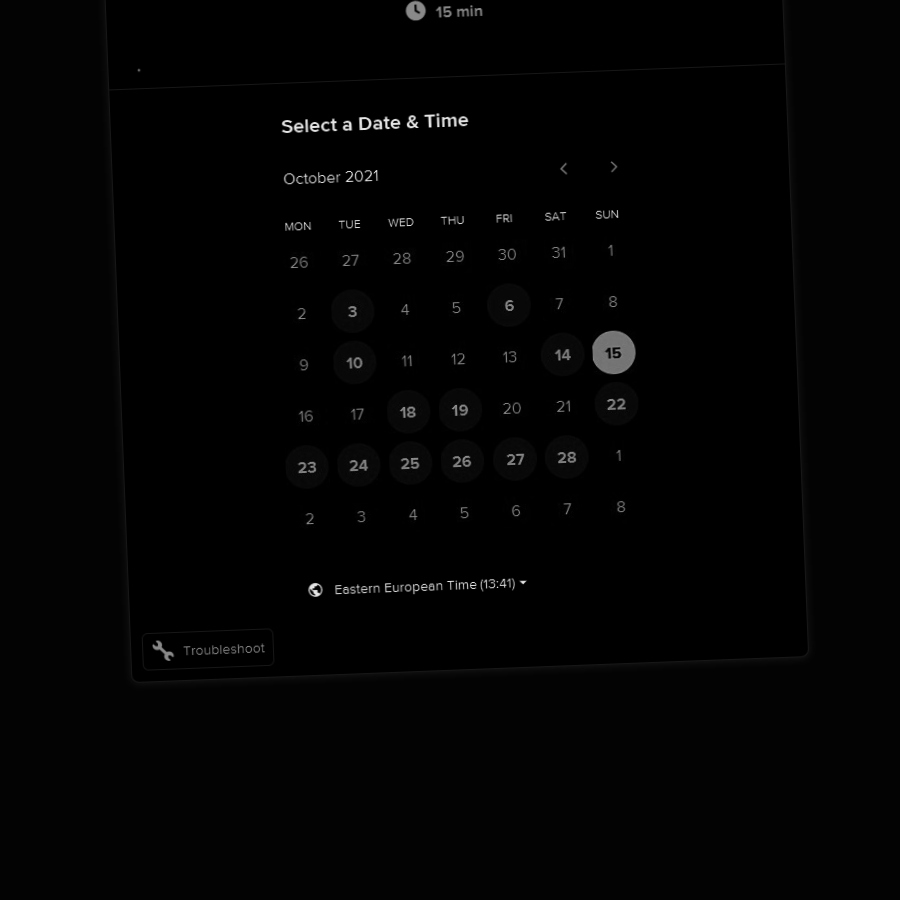 15 min
Select a Date & Time
October 2021
MON TUE WED THU FRI SAT SUN
26 27 28 29 30 31 1
2 3 4 5 6 7 8
9 10 11 12 13 14 15
16 17 18 19 20 21 22
23 24 25 26 27 28 1
2 3 4 5 6 7 8
Eastern European Time (13:41)
Troubleshoot